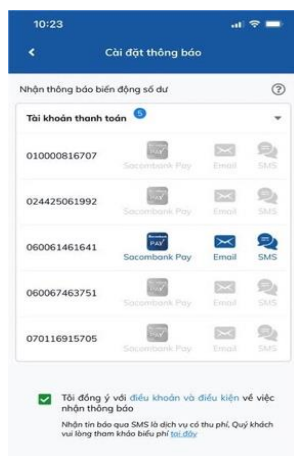 10:23
Cài đặt thông báo
Nhận thông báo biến động số dư ?
Tài khoản thanh toán 5
010000816707 Sacombank Pay Email SMS
024425061992 Sacombank Pay Email SMS
060061461641 PAY Sacombank Pay Email SMS
060067463751 Sacombank Pay Email SMS
070116915705 Sacombank Pay Email SMS
Tôi đồng ý với điều khoản và điều kiện về việc
nhận thông báo
Nhận tin báo qua SMS là dịch vụ có thu phí, Quý khách
vui lòng tham khảo biểu phí tại đây